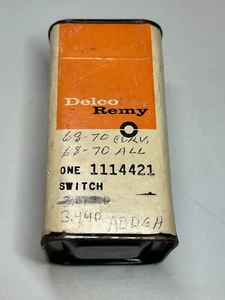 Delco
Remy
68-70 CORV.
68-70 ALL
ONE 1114421
SWITCH
3.440